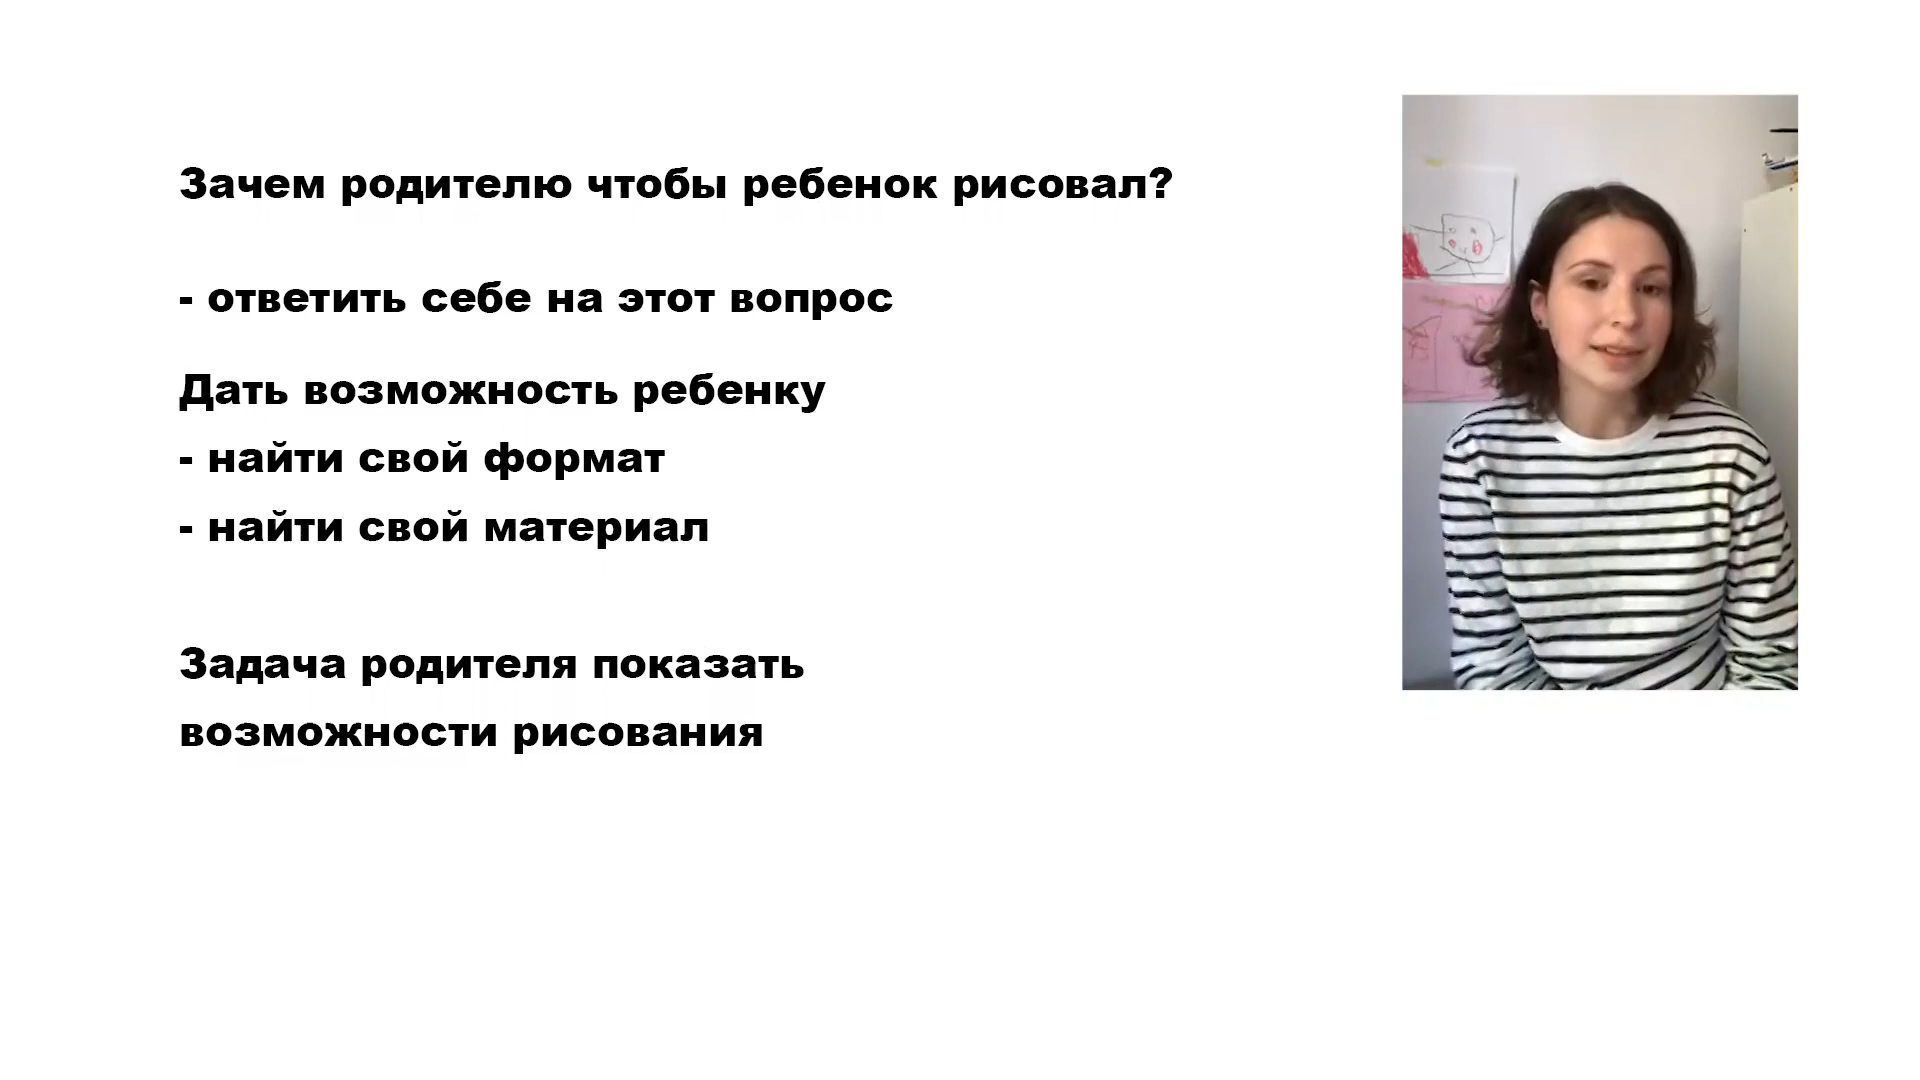 Зачем родителю чтобы ребенок рисовал?
- ответить себе на этот вопрос
Дать возможность ребенку
- найти свой формат
- найти свой материал
Задача родителя показать
возможности рисования